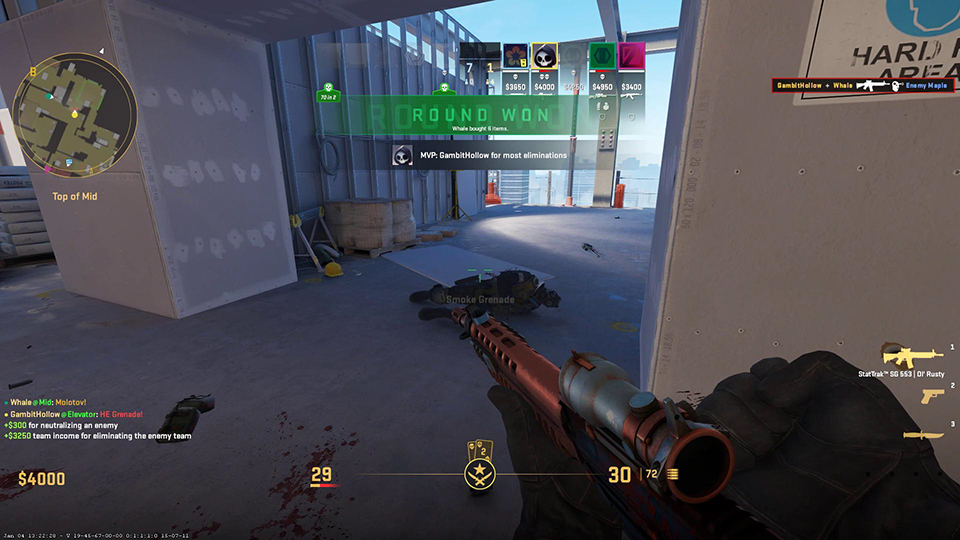 7 1
$3650 $4000 $4250 $4950 $3400
B
70 in 2
ROUND WON
Whale bought 6 items.
MVP: GambitHollow for most eliminations
HARD
AREA
GambitHollow + Whale Enemy Maple
Top of Mid
Smoke Grenade
1
StatTrak™ SG 553 | Ol' Rusty
2
3
Whale @Mid: Molotov!
GambitHollow @Elevator: HE Grenade!
+$300 for neutralizing an enemy
+$3250 team income for eliminating the enemy team
2
$4000
29
30 | 72